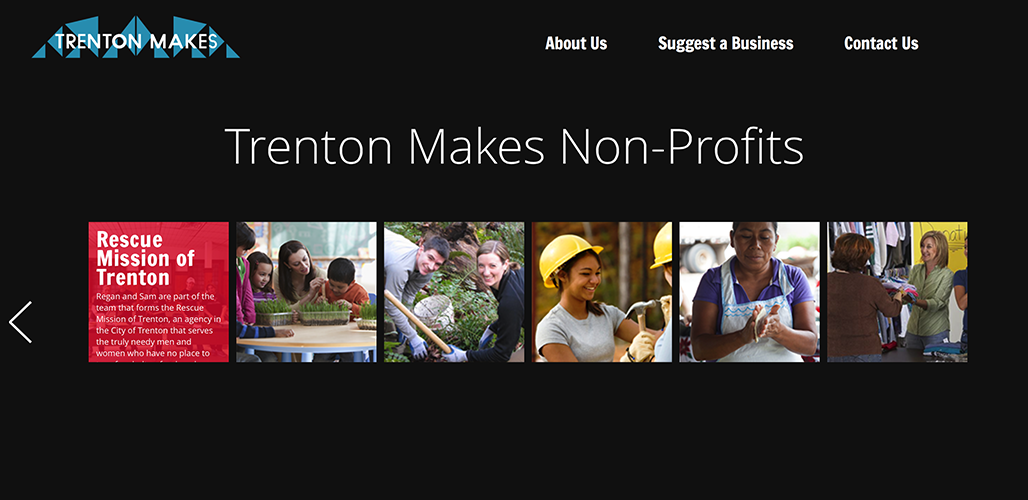 TRENTON MAKES
About Us
Suggest a Business
Contact Us
Trenton Makes Non-Profits
Rescue
Mission of
Trenton
Regan and Sam are part of the
team that forms the Rescue
Mission of Trenton, an agency in
the City of Trenton that serves
the truly needy men and
women who have no place to